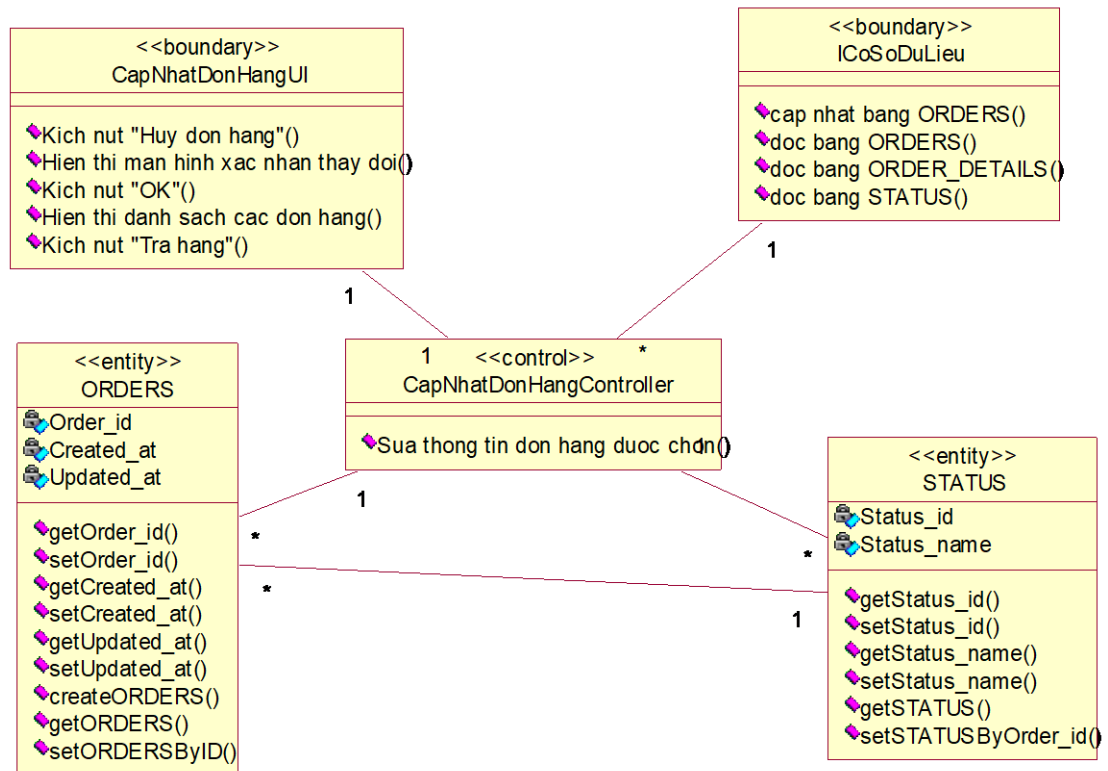 <<boundary>>
CapNhatDonHangUI
Kich nut "Huy don hang"()
Hien thi man hinh xac nhan thay doi()
Kich nut "OK"()
Hien thi danh sach cac don hang()
Kich nut "Tra hang"()
<<boundary>>
ICoSoDuLieu
cap nhat bang ORDERS()
doc bang ORDERS()
doc bang ORDER_DETAILS()
doc bang STATUS()
1
1
1
*
<<control>>
CapNhatDonHangController
Sua thong tin don hang duoc chon()
1
1
*
*
*
1
<<entity>>
ORDERS
Order_id
Created_at
Updated_at
getOrder_id()
setOrder_id()
getCreated_at()
setCreated_at()
getUpdated_at()
setUpdated_at()
createORDERS()
getORDERS()
setORDERSByID()
<<entity>>
STATUS
Status_id
Status_name
getStatus_id()
setStatus_id()
getStatus_name()
setStatus_name()
getSTATUS()
setSTATUSByOrder_id()